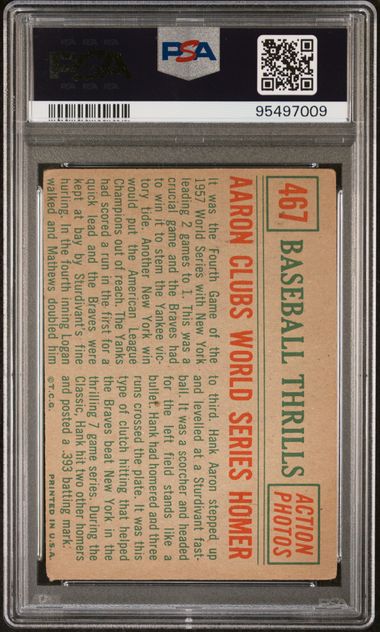 PSA
PSA
95497009
467
BASEBALL THRILLS
ACTION
PHOTOS
AARON CLUBS WORLD SERIES HOMER
It was the Fourth Game of the
1957 World Series with New York
leading 2 games to 1. This was a
crucial game and the Braves had
to win it to stem the Yankee vic-
tory tide. Another New York win
would put the American League
Champions out of reach. The Yanks
had scored a run in the first for a
quick lead and the Braves were
kept at bay by Sturdivant's fine
hurling. In the fourth inning Logan
walked and Mathews doubled him
to third. Hank Aaron stepped up
and levelled at a Sturdivant fast-
ball. It was a scorcher and headed
for the left field stands like a
bullet. Hank had homered and three
runs crossed the plate. It was this
type of clutch hitting that helped
the Braves beat New York in the
thrilling 7 game series. During the
Classic, Hank hit two other homers
and posted a .393 batting mark.
© T.C.G.
PRINTED IN U.S.A.